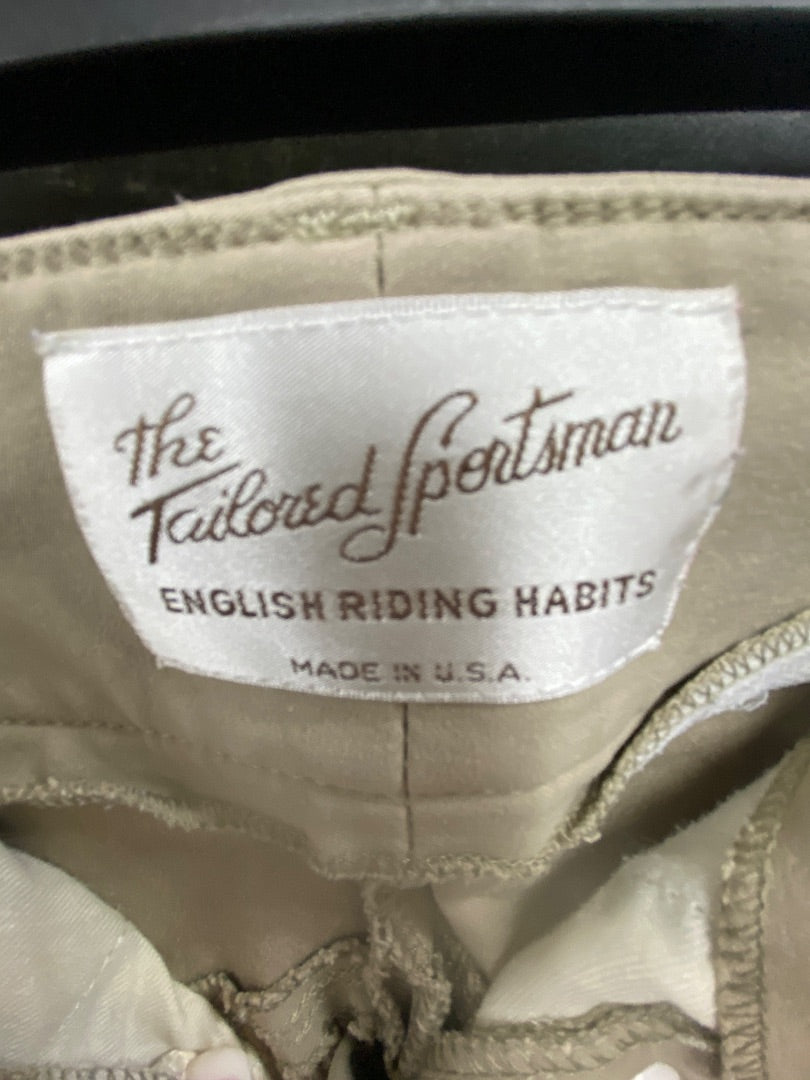 The
Tailored Sportsman
ENGLISH RIDING HABITS
MADE IN U.S.A.